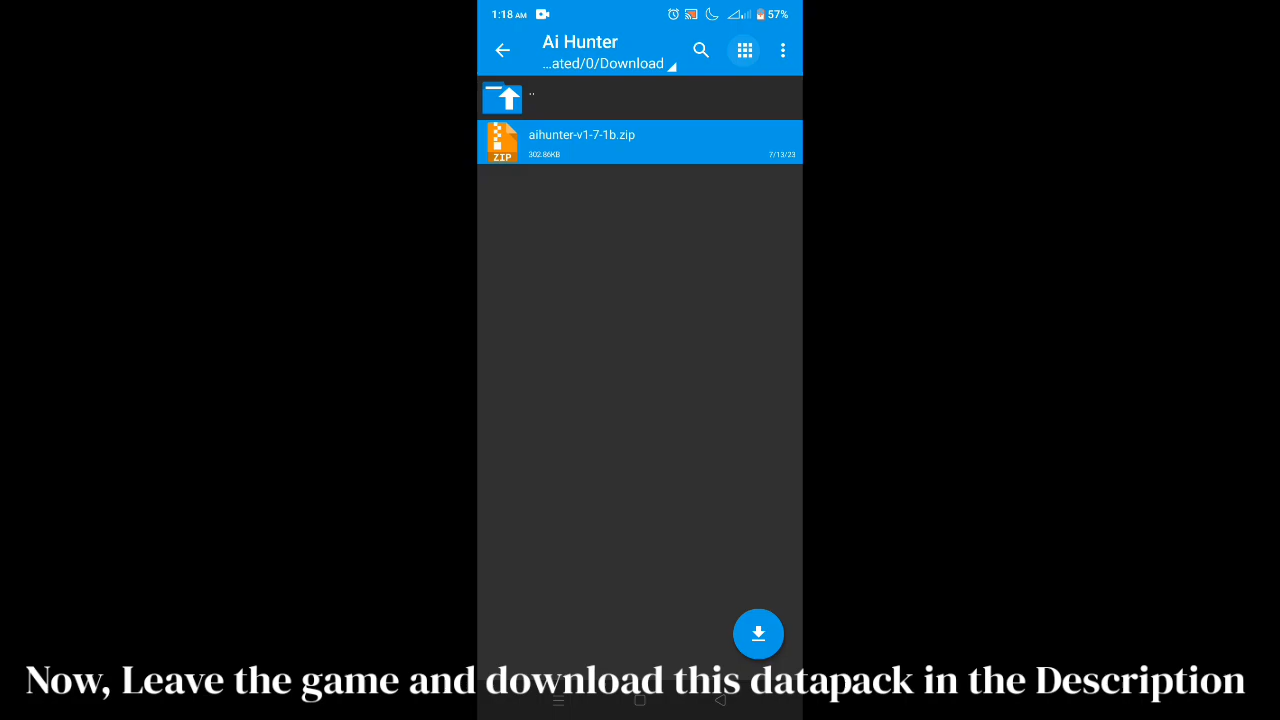 1:18 AM 57%
Ai Hunter
...ated/0/Download
..
aihunter-v1-7-1b.zip
ZIP 302.86KB 7/13/23
Now, Leave the game and download this datapack in the Description